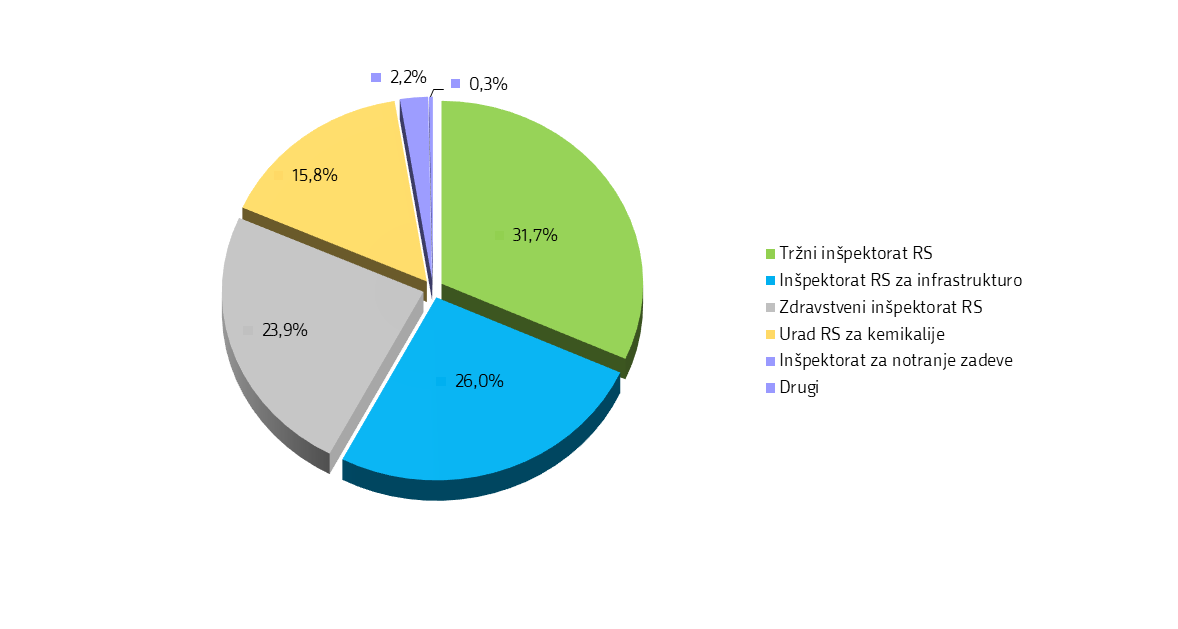 2,2%
0,3%
15,8%
31,7%
23,9%
26,0%
Tržni inšpektorat RS
Inšpektorat RS za infrastrukturo
Zdravstveni inšpektorat RS
Urad RS za kemikalije
Inšpektorat za notranje zadeve
Drugi